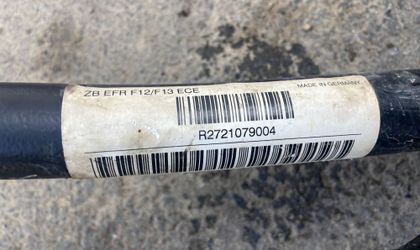 ZB EFR F12/F13 ECE
MADE IN GERMANY
R2721079004